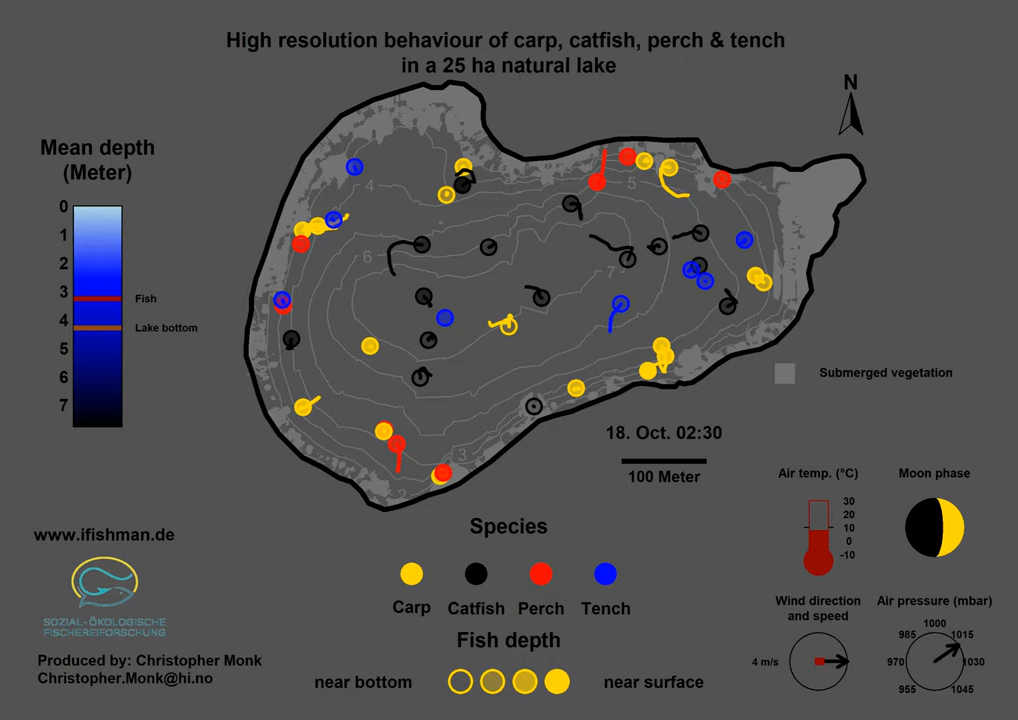 High resolution behaviour of carp, catfish, perch & tench
in a 25 ha natural lake
N
Mean depth
(Meter)
0
1
2
3
4
5
6
7
Fish
Lake bottom
4
5
6
7
3
2
Submerged vegetation
18. Oct. 02:30
100 Meter
Air temp. (°C)
30
20
10
0
-10
Moon phase
www.ifishman.de
SOZIAL-ÖKOLOGISCHE
FISCHEREIFORSCHUNG
Produced by: Christopher Monk
Christopher.Monk@hi.no
Species
Carp Catfish Perch Tench
Fish depth
near bottom near surface
Wind direction
and speed
4 m/s
Air pressure (mbar)
1000
985 1015
970 1030
955 1045